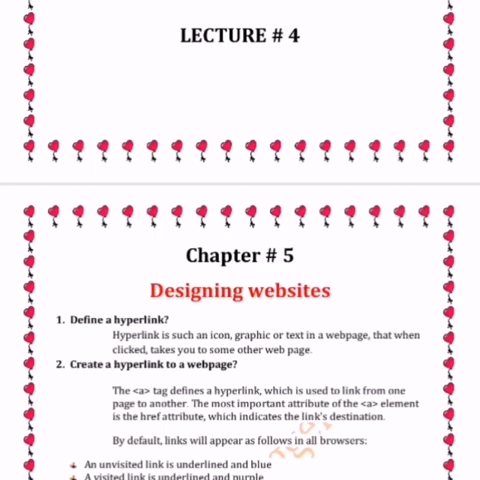 LECTURE # 4
Chapter # 5
Designing websites
1. Define a hyperlink?
Hyperlink is such an icon, graphic or text in a webpage, that when
clicked, takes you to some other web page.
2. Create a hyperlink to a webpage?
The <a> tag defines a hyperlink, which is used to link from one
page to another. The most important attribute of the <a> element
is the href attribute, which indicates the link's destination.
By default, links will appear as follows in all browsers:
An unvisited link is underlined and blue
A visited link is underlined and purple